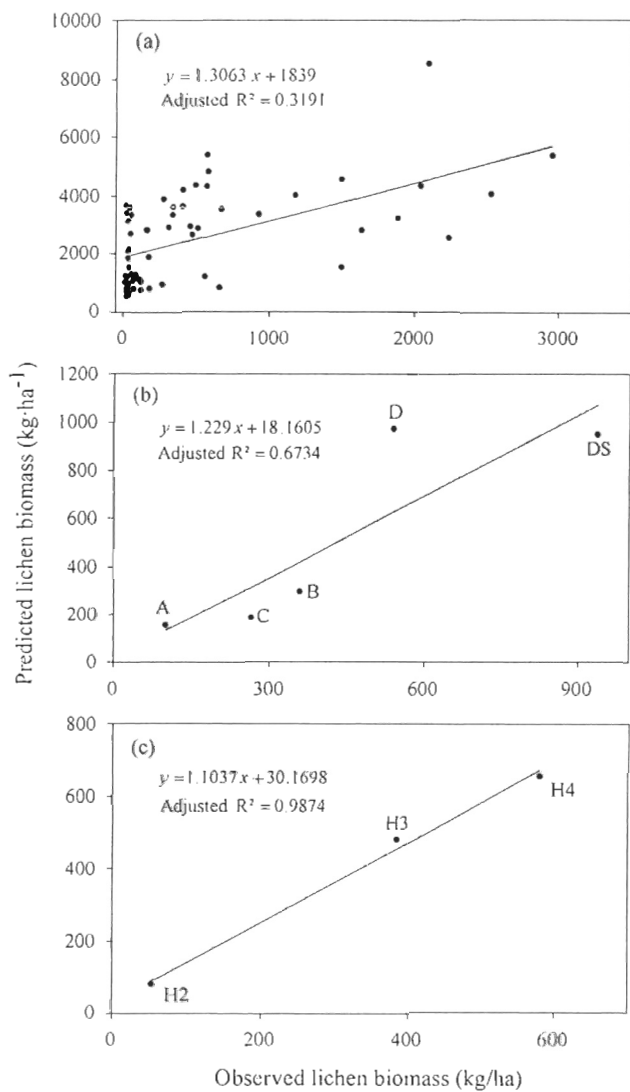 Predicted lichen biomass (kg·ha⁻¹)
(a)
y = 1.3063 x + 1839
Adjusted R² = 0.3191
10000
8000
6000
4000
2000
0
0 1000 2000 3000
(b)
y = 1.229 x + 18.1605
Adjusted R² = 0.6734
1200
1000
800
600
400
200
0
D
DS
B
A
C
0 300 600 900
(c)
y = 1.1037 x + 30.1698
Adjusted R² = 0.9874
800
600
400
200
0
H4
H3
H2
0 200 400 600
Observed lichen biomass (kg/ha)